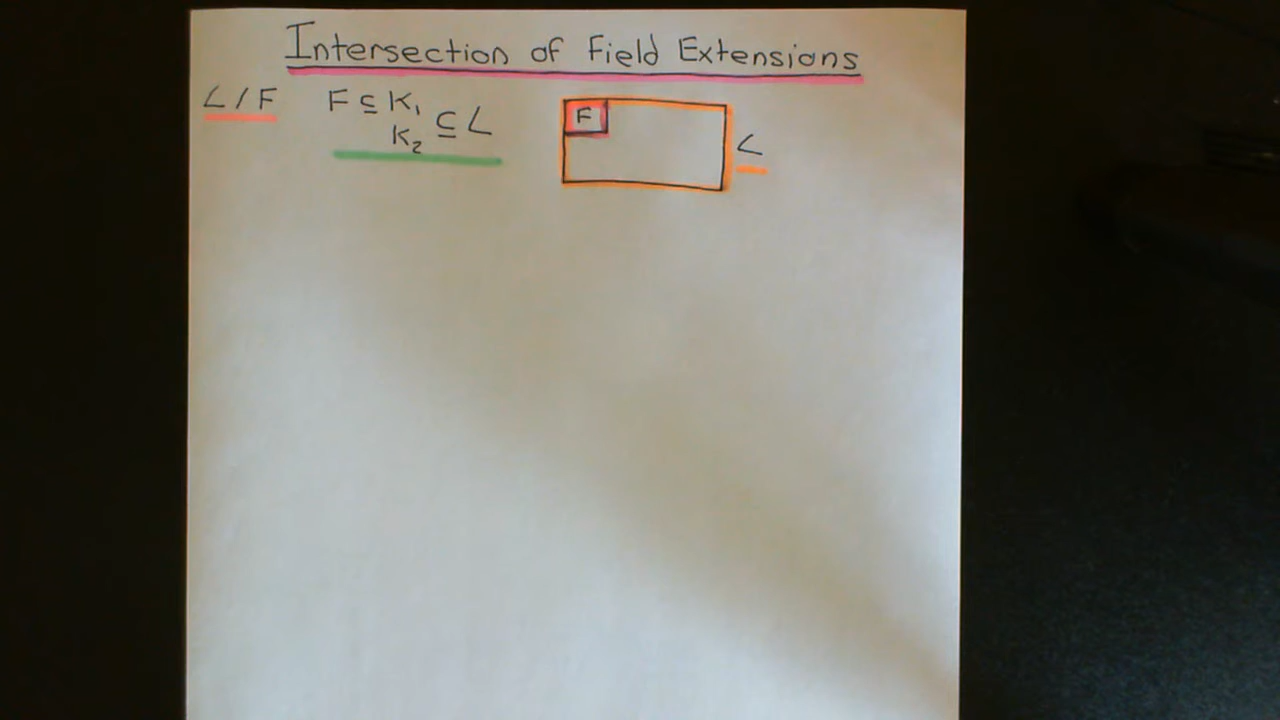 Intersection of Field Extensions
L/F F ⊆ K₁
K₂ ⊆ L
F
L